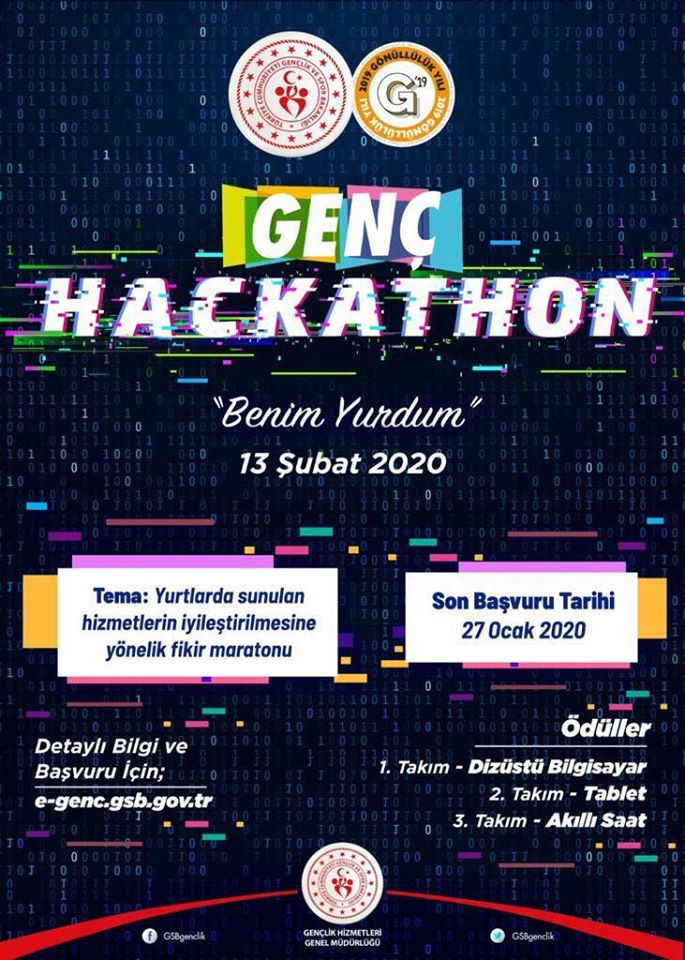 TÜRKİYE CUMHURİYETİ GENÇLİK VE SPOR BAKANLIĞI
2019 GÖNÜLLÜLÜK YILI
G'19
2019 GÖNÜLLÜLÜK YILI
GENÇ
HACKATHON
"Benim Yurdum"
13 Şubat 2020
Tema: Yurtlarda sunulan
hizmetlerin iyileştirilmesine
yönelik fikir maratonu
Son Başvuru Tarihi
27 Ocak 2020
Detaylı Bilgi ve
Başvuru İçin;
e-genc.gsb.gov.tr
Ödüller
1. Takım - Dizüstü Bilgisayar
2. Takım - Tablet
3. Takım - Akıllı Saat
GENÇLİK HİZMETLERİ
GENEL MÜDÜRLÜĞÜ
GSBgenclik
GSBgenclik